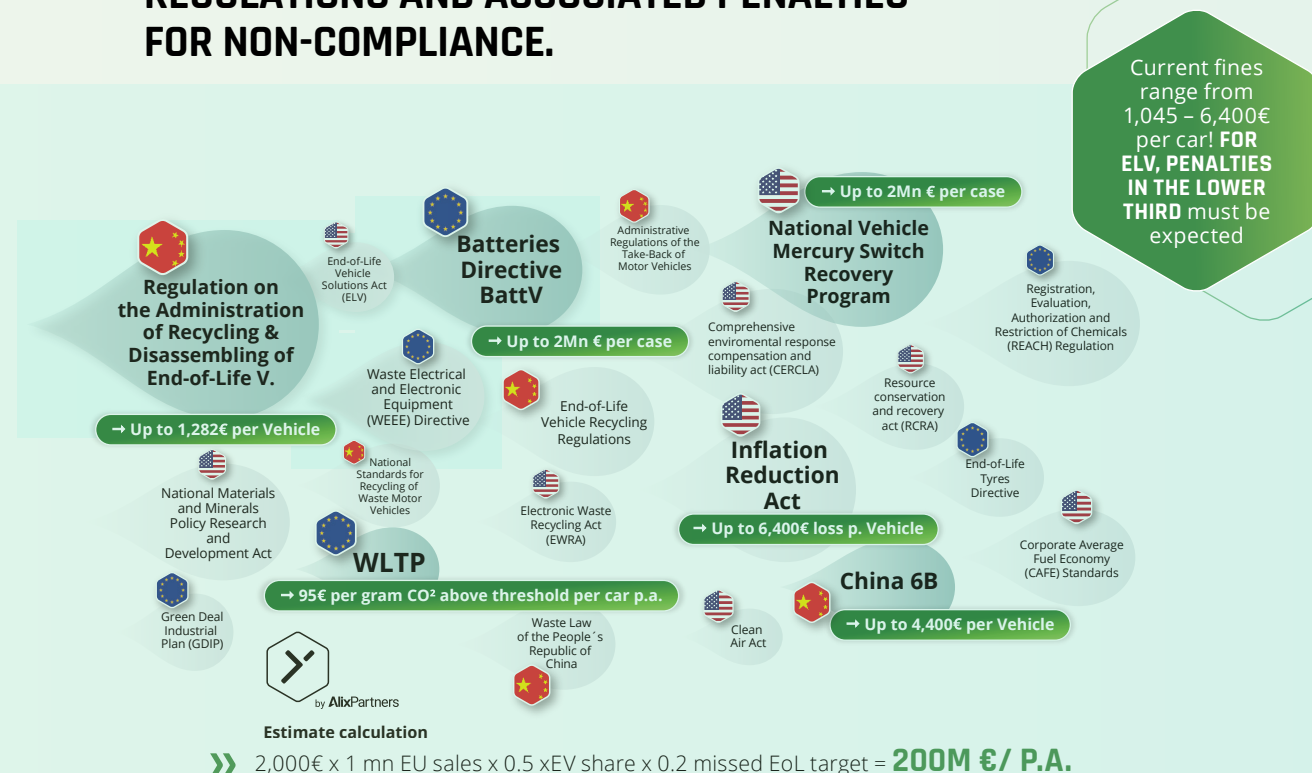 REGULATIONS AND ASSOCIATED PENALTIES
FOR NON-COMPLIANCE.
Current fines
range from
1,045 – 6,400€
per car! FOR
ELV, PENALTIES
IN THE LOWER
THIRD must be
expected
Regulation on
the Administration
of Recycling &
Disassembling of
End-of-Life V.
→ Up to 1,282€ per Vehicle
End-of-Life
Vehicle
Solutions Act
(ELV)
Batteries
Directive
BattV
→ Up to 2Mn € per case
Administrative
Regulations of the
Take-Back of
Motor Vehicles
→ Up to 2Mn € per case
National Vehicle
Mercury Switch
Recovery
Program
Registration,
Evaluation,
Authorization and
Restriction of Chemicals
(REACH) Regulation
Waste Electrical
and Electronic
Equipment
(WEEE) Directive
Comprehensive
enviromental response
compensation and
liability act (CERCLA)
Resource
conservation
and recovery
act (RCRA)
End-of-Life
Vehicle Recycling
Regulations
Inflation
Reduction
Act
→ Up to 6,400€ loss p. Vehicle
End-of-Life
Tyres
Directive
National Materials
and Minerals
Policy Research
and
Development Act
National
Standards for
Recycling of
Waste Motor
Vehicles
Electronic Waste
Recycling Act
(EWRA)
Corporate Average
Fuel Economy
(CAFE) Standards
WLTP
→ 95€ per gram CO² above threshold per car p.a.
China 6B
→ Up to 4,400€ per Vehicle
Green Deal
Industrial
Plan (GDIP)
Waste Law
of the People´s
Republic of
China
Clean
Air Act
by AlixPartners
Estimate calculation
2,000€ x 1 mn EU sales x 0.5 xEV share x 0.2 missed EoL target = 200M €/ P.A.